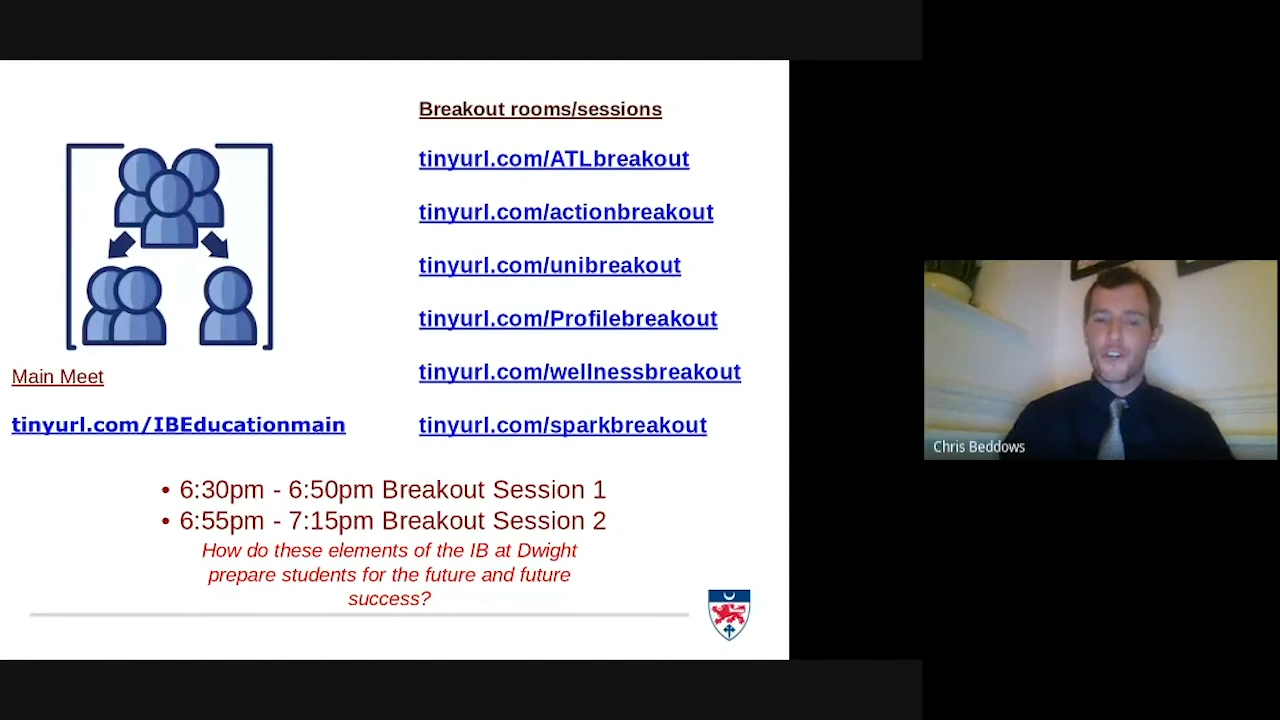 Breakout rooms/sessions
tinyurl.com/ATLbreakout
tinyurl.com/actionbreakout
tinyurl.com/unibreakout
tinyurl.com/Profilebreakout
tinyurl.com/wellnessbreakout
tinyurl.com/sparkbreakout
Main Meet
tinyurl.com/IBEducationmain
• 6:30pm - 6:50pm Breakout Session 1
• 6:55pm - 7:15pm Breakout Session 2
How do these elements of the IB at Dwight
prepare students for the future and future
success?
Chris Beddows